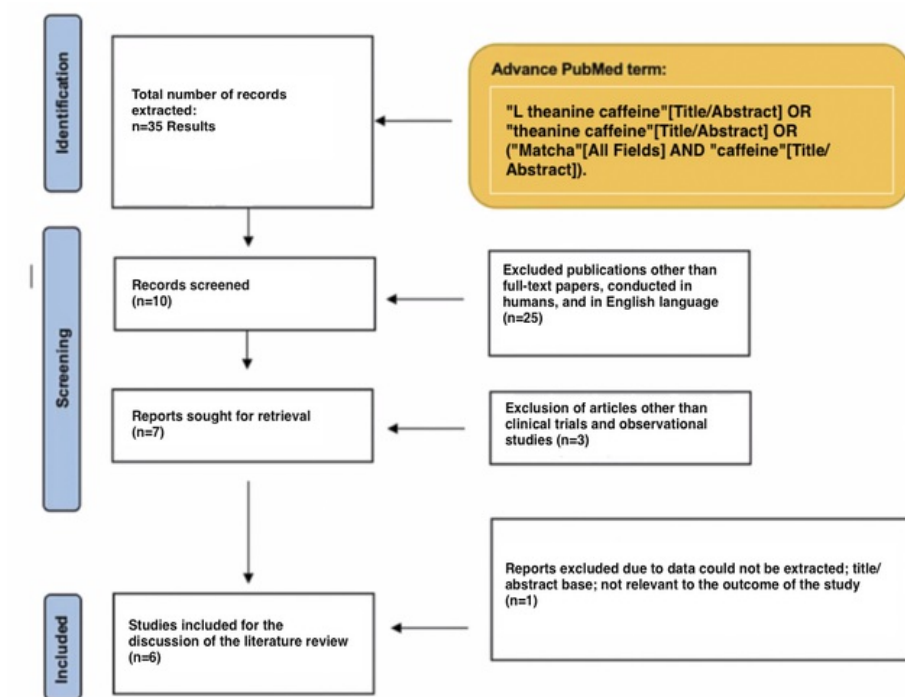 Identification
Total number of records
extracted:
n=35 Results
Advance PubMed term:
"L theanine caffeine"[Title/Abstract] OR
"theanine caffeine"[Title/Abstract] OR
("Matcha"[All Fields] AND "caffeine"[Title/
Abstract]).
Screening
Records screened
(n=10)
Excluded publications other than
full-text papers, conducted in
humans, and in English language
(n=25)
Reports sought for retrieval
(n=7)
Exclusion of articles other than
clinical trials and observational
studies (n=3)
Included
Studies included for the
discussion of the literature review
(n=6)
Reports excluded due to data could not be extracted; title/
abstract base; not relevant to the outcome of the study
(n=1)